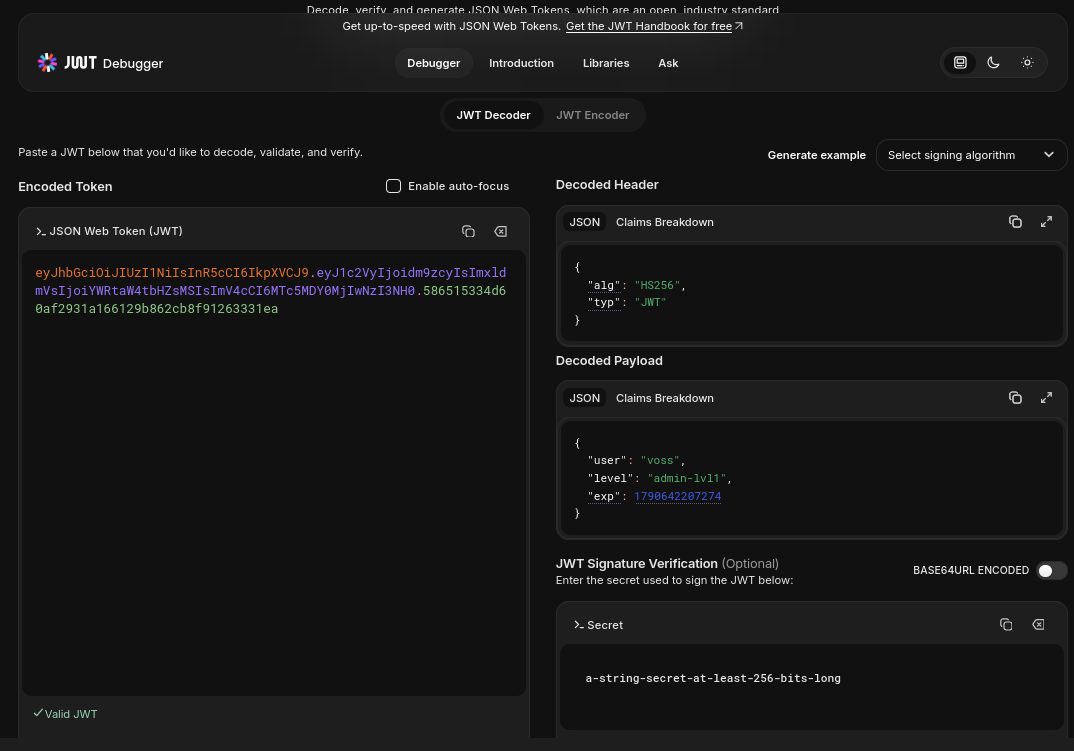 Decode, verify, and generate JSON Web Tokens, which are an open, industry standard
Get up-to-speed with JSON Web Tokens. Get the JWT Handbook for free
JWT Debugger
Debugger Introduction Libraries Ask
JWT Decoder JWT Encoder
Paste a JWT below that you'd like to decode, validate, and verify.
Generate example Select signing algorithm
Encoded Token
Enable auto-focus
JSON Web Token (JWT)
eyJhbGciOiJIUzI1NiIsInR5cCI6IkpXVCJ9.eyJ1c2VyIjoidm9zcyIsImxld
mVsIjoiYWRtaW4tbHZsMSIsImV4cCI6MTc5MDY0MjIwNzI3NH0.586515334d6
0af2931a166129b862cb8f91263331ea
Valid JWT
Decoded Header
JSON Claims Breakdown
{
"alg": "HS256",
"typ": "JWT"
}
Decoded Payload
JSON Claims Breakdown
{
"user": "voss",
"level": "admin-lvl1",
"exp": 1790642207274
}
JWT Signature Verification (Optional)
Enter the secret used to sign the JWT below:
BASE64URL ENCODED
Secret
a-string-secret-at-least-256-bits-long